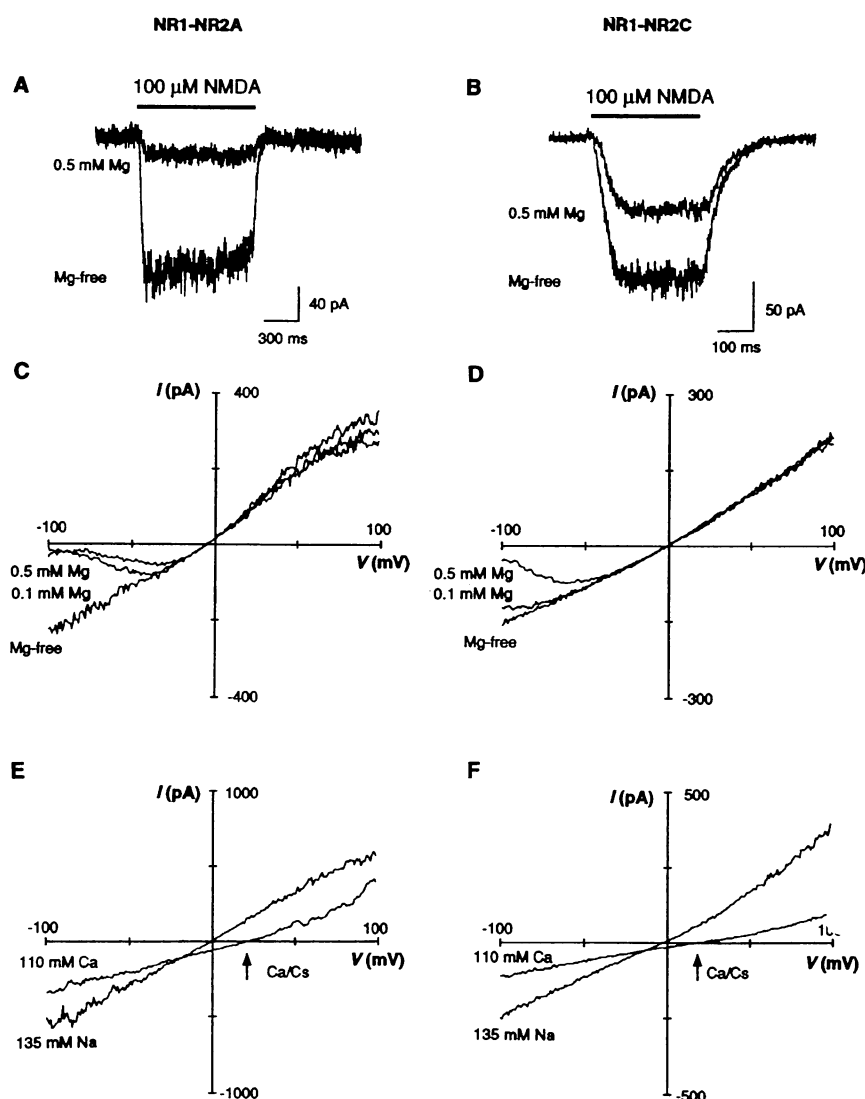 NR1-NR2A
NR1-NR2C
A
100 µM NMDA
0.5 mM Mg
Mg-free
40 pA
300 ms
B
100 µM NMDA
0.5 mM Mg
Mg-free
50 pA
100 ms
C
I (pA)
400
-100
100
V (mV)
0.5 mM Mg
0.1 mM Mg
Mg-free
-400
D
I (pA)
300
-100
100
V (mV)
0.5 mM Mg
0.1 mM Mg
Mg-free
-300
E
I (pA)
1000
-100
100
110 mM Ca
Ca/Cs
V (mV)
135 mM Na
-1000
F
I (pA)
500
-100
110 mM Ca
Ca/Cs
V (mV)
135 mM Na
-500